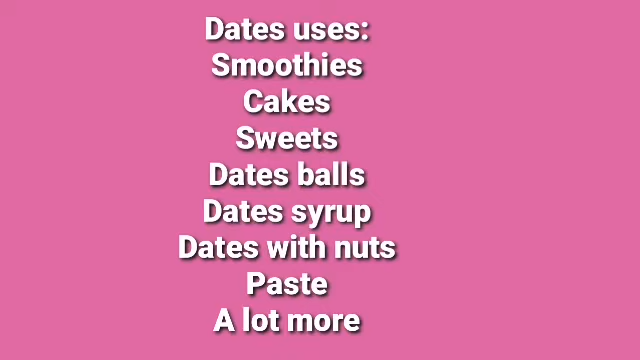 Dates uses:
Smoothies
Cakes
Sweets
Dates balls
Dates syrup
Dates with nuts
Paste
A lot more